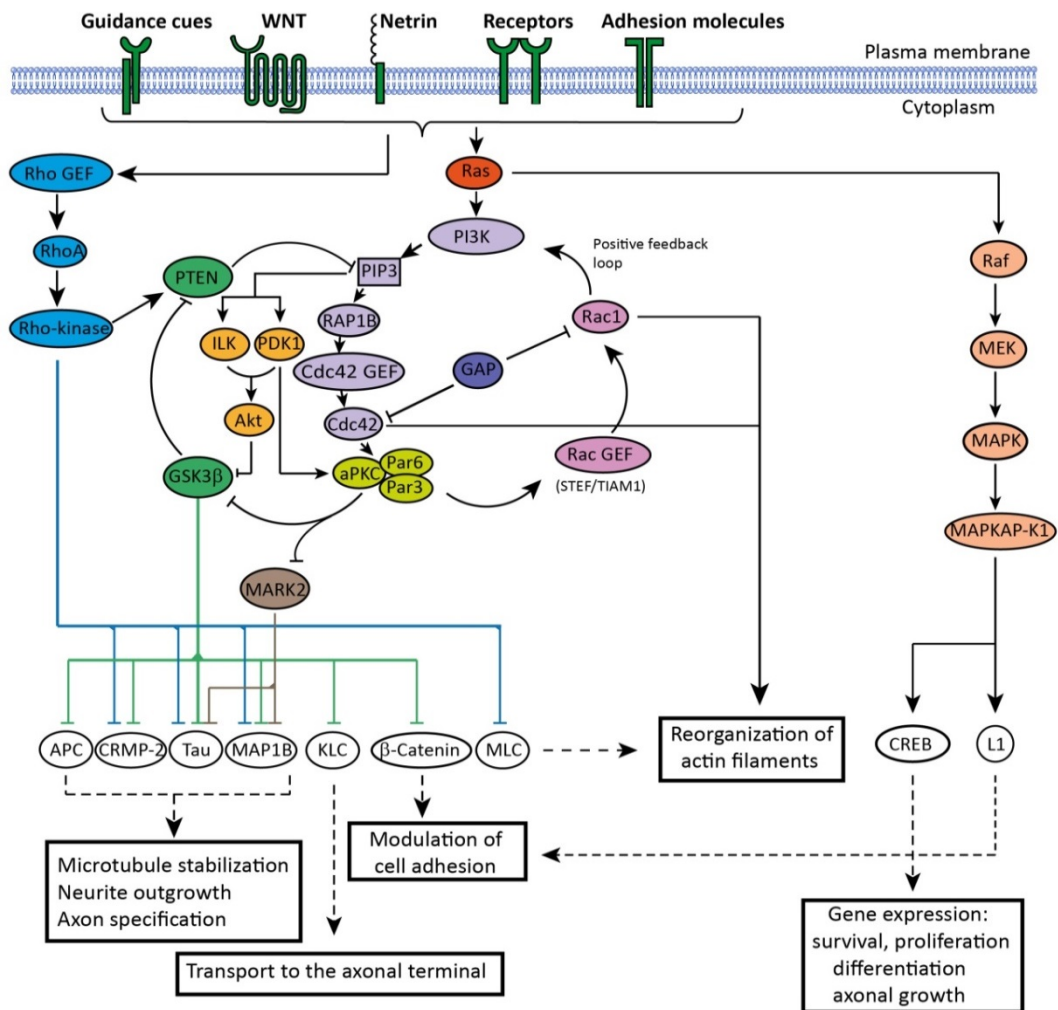 Guidance cues
WNT
Netrin
Receptors
Adhesion molecules
Plasma membrane
Cytoplasm
Rho GEF
Ras
RhoA
PI3K
Positive feedback
loop
Raf
PTEN
PIP3
Rho-kinase
RAP1B
Rac1
ILK
PDK1
MEK
Cdc42 GEF
GAP
Akt
Cdc42
MAPK
Rac GEF
(STEF/TIAM1)
GSK3β
aPKC
Par6
Par3
MAPKAP-K1
MARK2
APC
CRMP-2
Tau
MAP1B
KLC
β-Catenin
MLC
Reorganization of
actin filaments
CREB
L1
Microtubule stabilization
Neurite outgrowth
Axon specification
Modulation of
cell adhesion
Transport to the axonal terminal
Gene expression:
survival, proliferation
differentiation
axonal growth